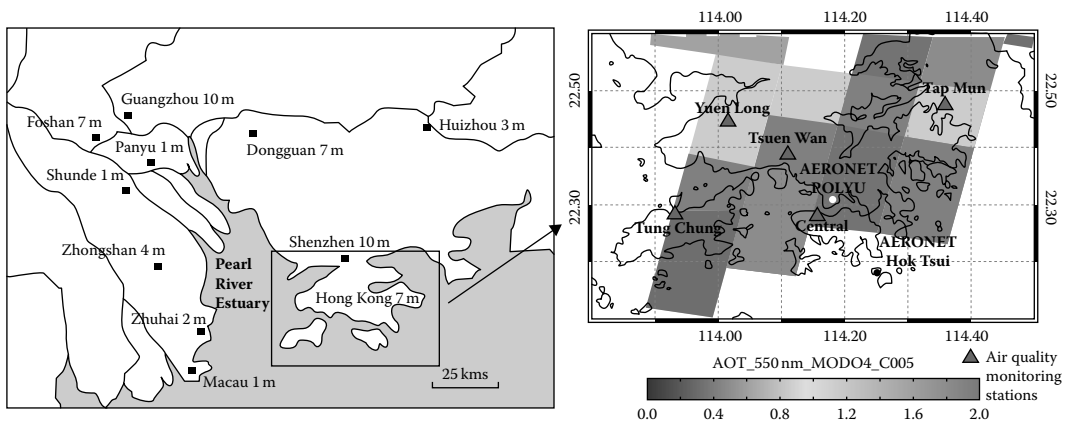 Guangzhou 10 m
Foshan 7 m
Panyu 1 m
Huizhou 3 m
Dongguan 7 m
Shunde 1 m
Zhongshan 4 m
Shenzhen 10 m
Pearl
River
Estuary
Hong Kong 7 m
Zhuhai 2 m
Macau 1 m
25 kms
114.00 114.20 114.40
22.50
22.50
22.30
22.30
Tap Mun
Yuen Long
Tsuen Wan
AERONET
POLYU
Tung Chung
Central
AERONET
Hok Tsui
114.00 114.20 114.40
AOT_550 nm_MODO4_C005
0.0 0.4 0.8 1.2 1.6 2.0
Air quality
monitoring
stations